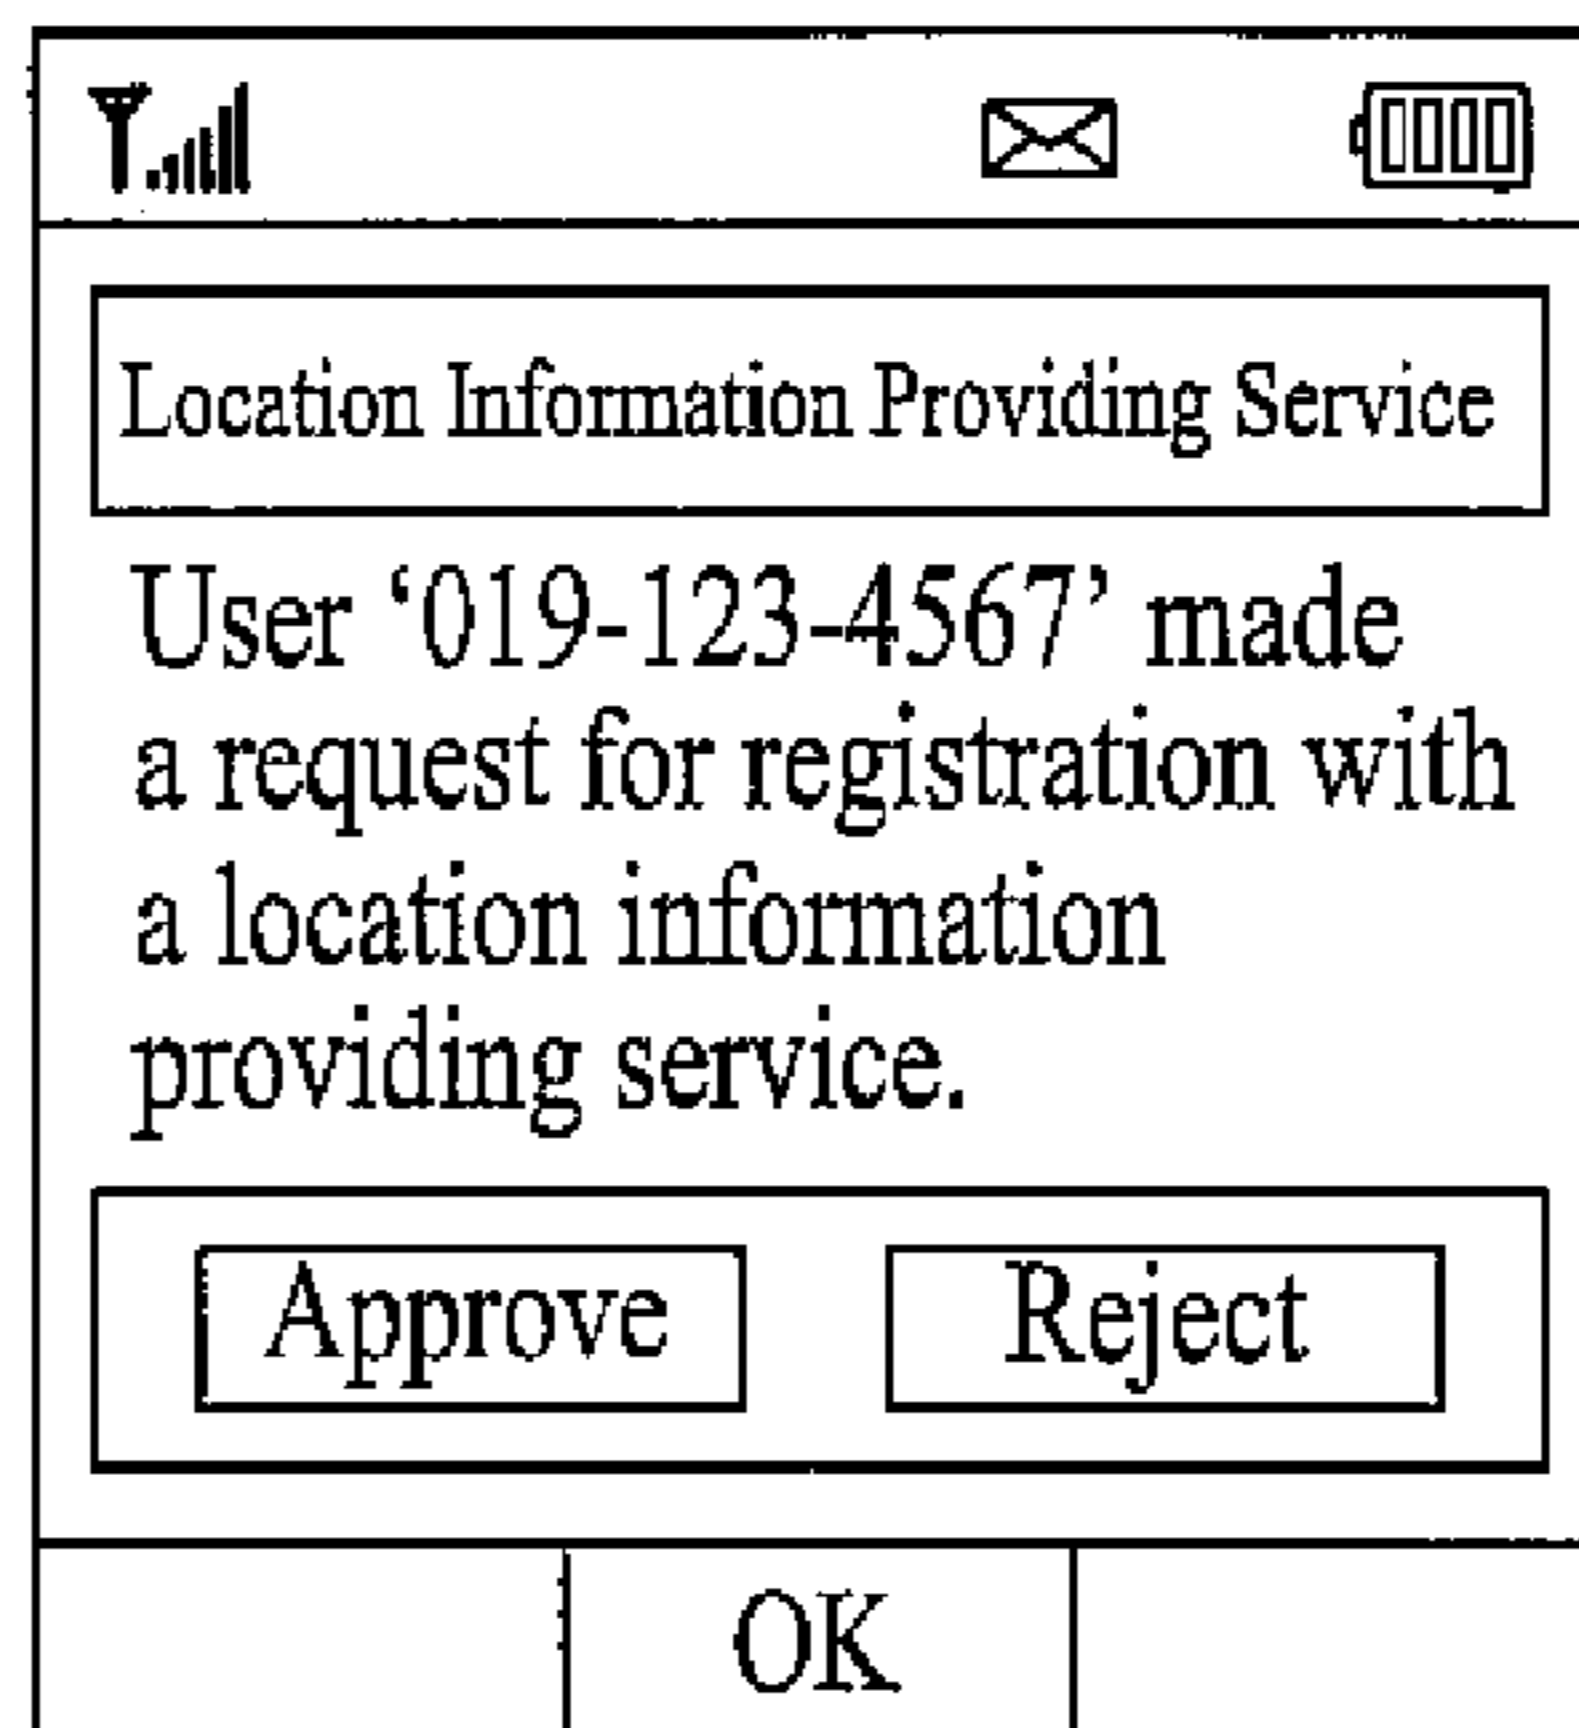 Location Information Providing Service
User ‘019-123-4567’ made
a request for registration with
a location information
providing service.
Approve Reject
OK